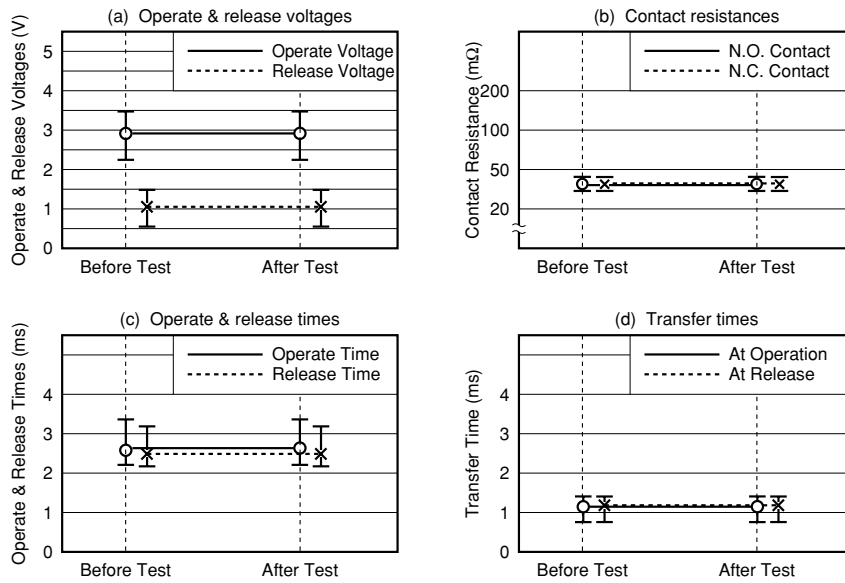 (a) Operate & release voltages
Operate & Release Voltages (V)
5
4
3
2
1
0
Operate Voltage
Release Voltage
Before Test
After Test
(b) Contact resistances
Contact Resistance (mΩ)
200
100
50
20
N.O. Contact
N.C. Contact
Before Test
After Test
(c) Operate & release times
Operate & Release Times (ms)
4
3
2
1
0
Operate Time
Release Time
Before Test
After Test
(d) Transfer times
Transfer Time (ms)
4
3
2
1
0
At Operation
At Release
Before Test
After Test